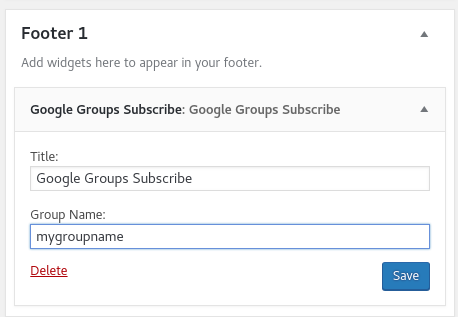 Footer 1
Add widgets here to appear in your footer.
Google Groups Subscribe: Google Groups Subscribe
Title:
Google Groups Subscribe
Group Name:
mygroupname
Delete
Save